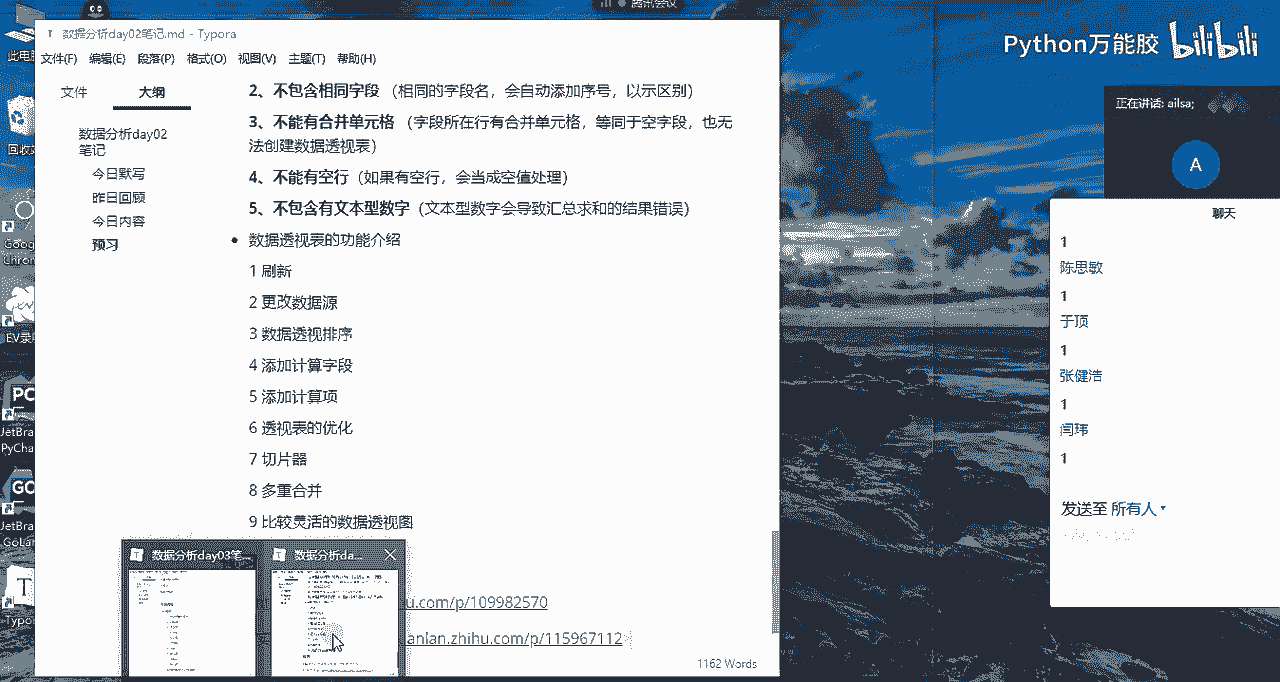 腾讯会议
数据分析day02笔记.md - Typora
此电脑
文件(F) 编辑(E) 段落(P) 格式(O) 视图(V) 主题(T) 帮助(H)
Python万能胶 bilibili
文件 大纲
数据分析day02
笔记
今日默写
昨日回顾
今日内容
预习
2、不包含相同字段 （相同的字段名，会自动添加序号，以示区别）
3、不能有合并单元格 （字段所在行有合并单元格，等同于空字段，也无
法创建数据透视表）
4、不能有空行（如果有空行，会当成空值处理）
5、不包含有文本型数字（文本型数字会导致汇总求和的结果错误）
数据透视表的功能介绍
1 刷新
2 更改数据源
3 数据透视排序
4 添加计算字段
5 添加计算项
6 透视表的优化
7 切片器
8 多重合并
9 比较灵活的数据透视图
数据分析day03笔... 数据分析da...
u.com/p/109982570
anlan.zhihu.com/p/115967112
1162 Words
正在讲话: ailsa;
A
聊天
1
陈思敏
1
于顶
1
张健浩
1
闫玮
1
发送至 所有人
回收
Goog
Chrom
EV录
PC
JetBra
PyCha
GO
JetBra
GoLan
T
Typo